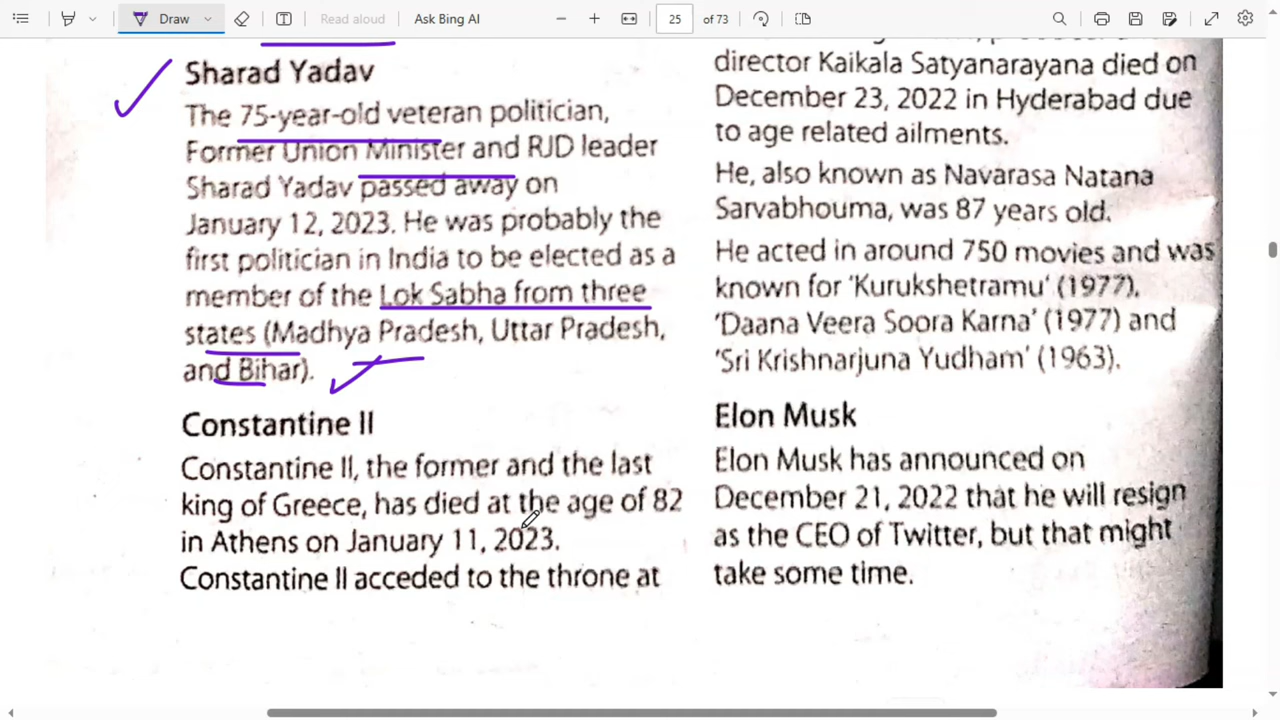 Draw
Read aloud
Ask Bing AI
25
of 73
Sharad Yadav
The 75-year-old veteran politician,
Former Union Minister and RJD leader
Sharad Yadav passed away on
January 12, 2023. He was probably the
first politician in India to be elected as a
member of the Lok Sabha from three
states (Madhya Pradesh, Uttar Pradesh,
and Bihar).
Constantine II
Constantine II, the former and the last
king of Greece, has died at the age of 82
in Athens on January 11, 2023.
Constantine II acceded to the throne at
director Kaikala Satyanarayana died on
December 23, 2022 in Hyderabad due
to age related ailments.
He, also known as Navarasa Natana
Sarvabhouma, was 87 years old.
He acted in around 750 movies and was
known for 'Kurukshetramu' (1977),
'Daana Veera Soora Karna' (1977) and
'Sri Krishnarjuna Yudham' (1963).
Elon Musk
Elon Musk has announced on
December 21, 2022 that he will resign
as the CEO of Twitter, but that might
take some time.